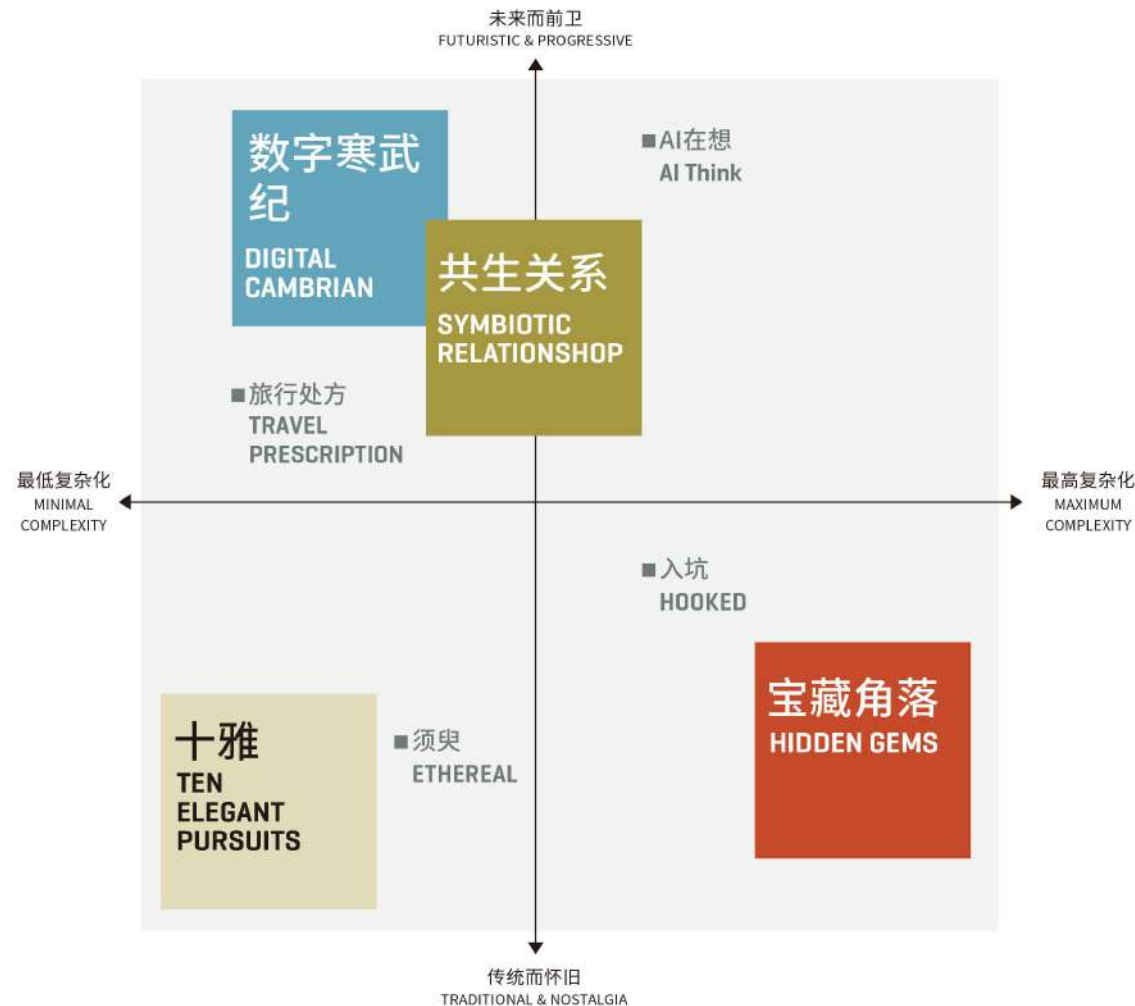 未来而前卫
FUTURISTIC & PROGRESSIVE
数字寒武
纪
DIGITAL
CAMBRIAN
■AI在想
AI Think
共生关系
SYMBIOTIC
RELATIONSHOP
■旅行处方
TRAVEL
PRESCRIPTION
最低复杂化
MINIMAL
COMPLEXITY
最高复杂化
MAXIMUM
COMPLEXITY
■入坑
HOOKED
宝藏角落
HIDDEN GEMS
十雅
TEN
ELEGANT
PURSUITS
■须臾
ETHEREAL
传统而怀旧
TRADITIONAL & NOSTALGIA